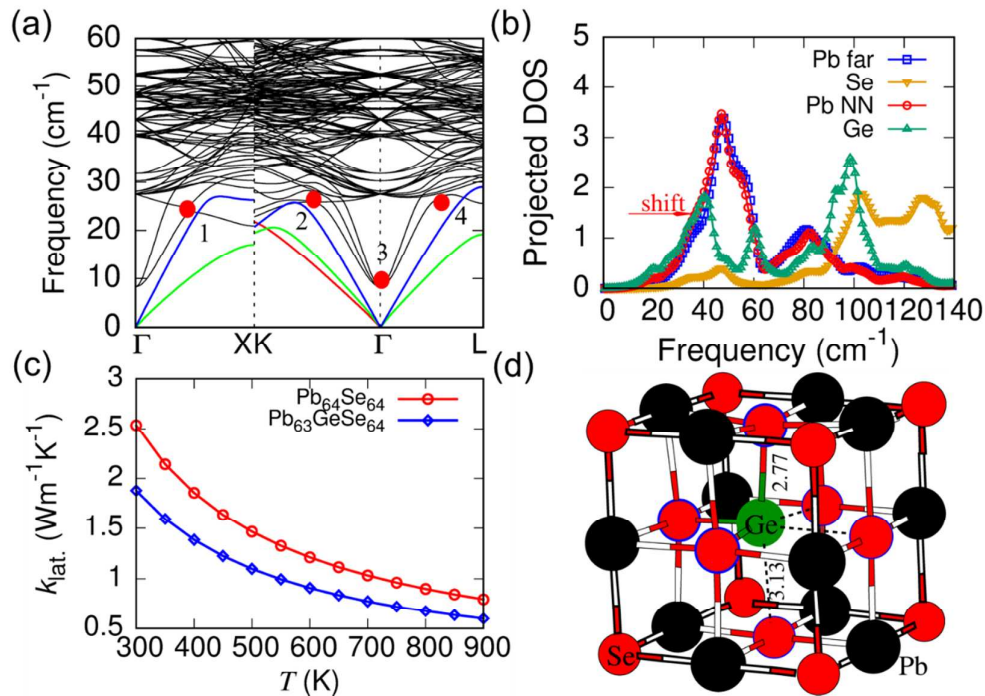 (a)
60
50
40
30
20
10
0
Frequency (cm⁻¹)
1
2
3
4
Γ
XK
Γ
L
(b)
5
4
3
2
1
0
Projected DOS
Pb far
Se
Pb NN
Ge
shift
0 20 40 60 80 100120140
Frequency (cm⁻¹)
(c)
3
2.5
2
1.5
1
0.5
k_lat. (Wm⁻¹K⁻¹)
Pb₆₄Se₆₄
Pb₆₃GeSe₆₄
300 400 500 600 700 800 900
T (K)
(d)
2.77
Ge
3.13
Se
Pb